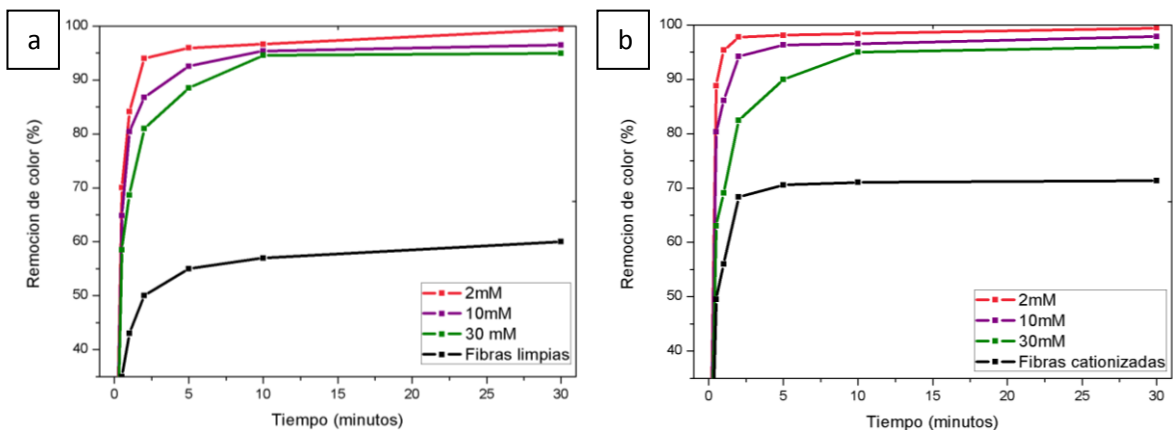 a
Remocion de color (%)
100
90
80
70
60
50
40
0
5
10
15
20
25
30
Tiempo (minutos)
2mM
10mM
30 mM
Fibras limpias
b
Remocion de color (%)
100
90
80
70
60
50
40
0
5
10
15
20
25
30
Tiempo (minutos)
2mM
10mM
30mM
Fibras cationizadas